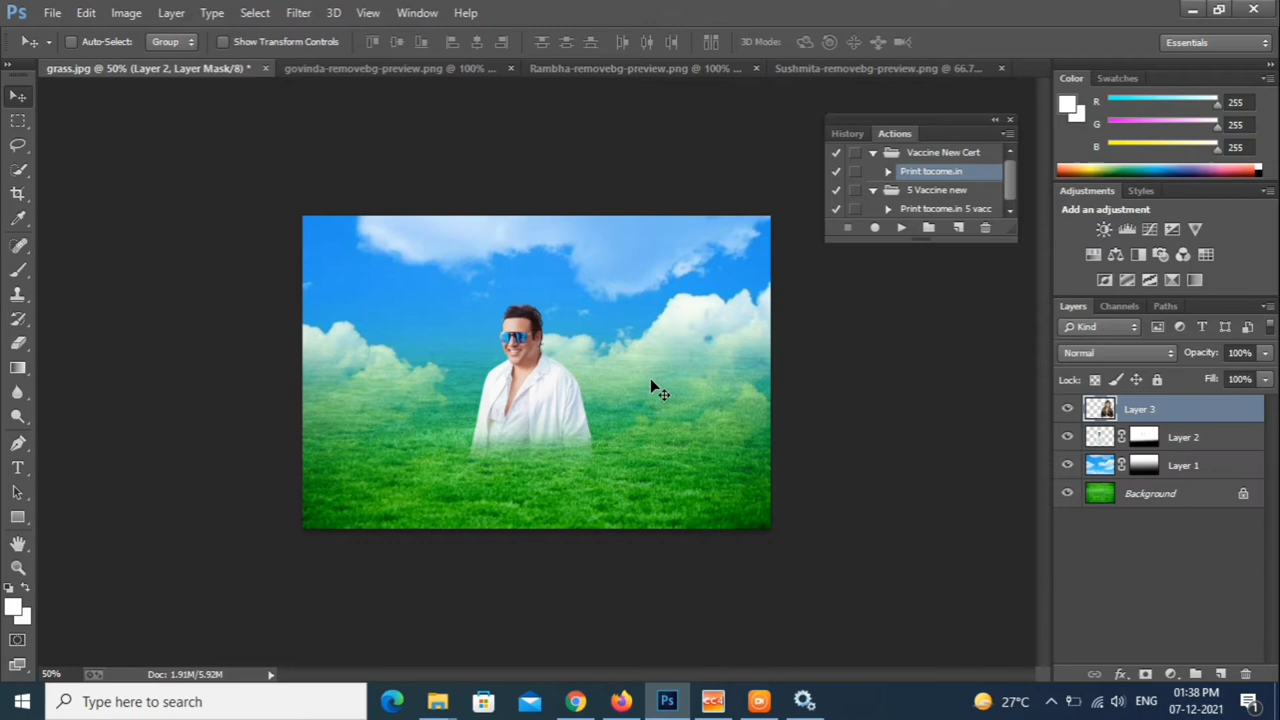 Ps File Edit Image Layer Type Select Filter 3D View Window Help
Auto-Select: Group Show Transform Controls 3D Mode: Essentials
grass.jpg @ 50% (Layer 2, Layer Mask/8) * × govinda-removebg-preview.png @ 100% ... × Rambha-removebg-preview.png @ 100% ... × Sushmita-removebg-preview.png @ 66.7... ×
Color Swatches
R 255
G 255
B 255
History Actions
Vaccine New Cert
Print tocome.in
5 Vaccine new
Print tocome.in 5 vacc
Adjustments Styles
Add an adjustment
Layers Channels Paths
Kind
Normal Opacity: 100%
Lock: Fill: 100%
Layer 3
Layer 2
Layer 1
Background
50% Doc: 1.91M/5.92M
Type here to search
Ps
CC4
27°C ENG 01:38 PM
07-12-2021
1